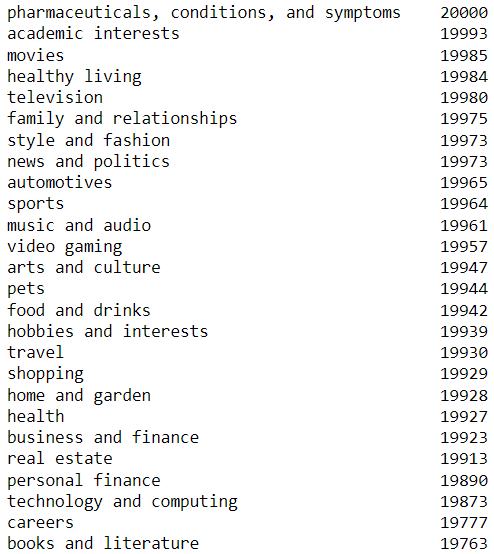 pharmaceuticals, conditions, and symptoms 20000
academic interests 19993
movies 19985
healthy living 19984
television 19980
family and relationships 19975
style and fashion 19973
news and politics 19973
automotives 19965
sports 19964
music and audio 19961
video gaming 19957
arts and culture 19947
pets 19944
food and drinks 19942
hobbies and interests 19939
travel 19930
shopping 19929
home and garden 19928
health 19927
business and finance 19923
real estate 19913
personal finance 19890
technology and computing 19873
careers 19777
books and literature 19763